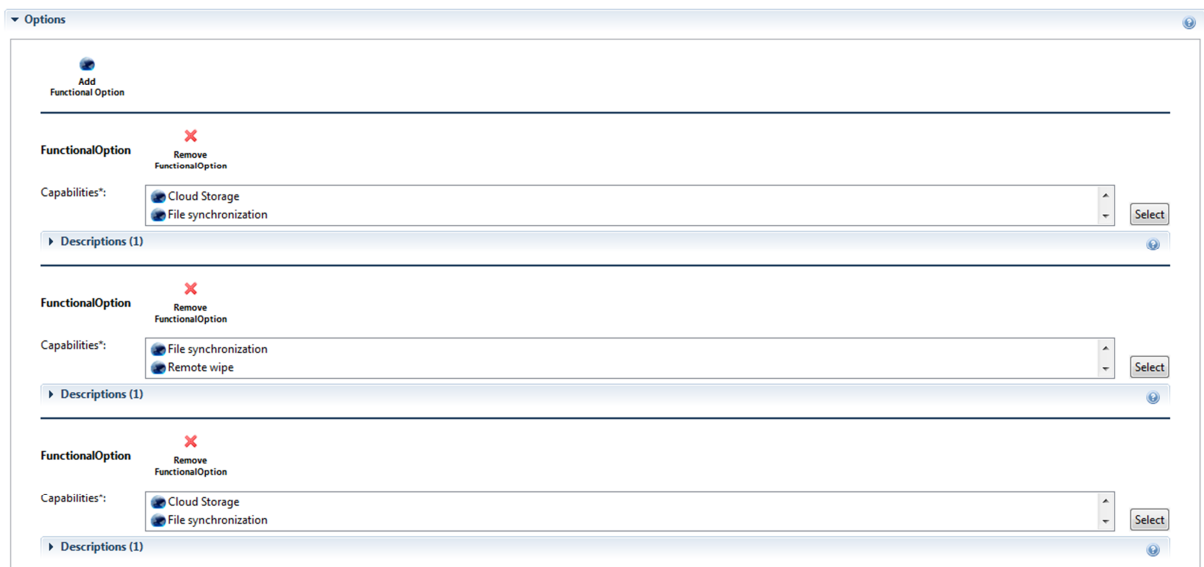 Options
Add
Functional Option
FunctionalOption
Remove
FunctionalOption
Capabilities*:
Cloud Storage
File synchronization
Select
Descriptions (1)
FunctionalOption
Remove
FunctionalOption
Capabilities*:
File synchronization
Remote wipe
Select
Descriptions (1)
FunctionalOption
Remove
FunctionalOption
Capabilities*:
Cloud Storage
File synchronization
Select
Descriptions (1)